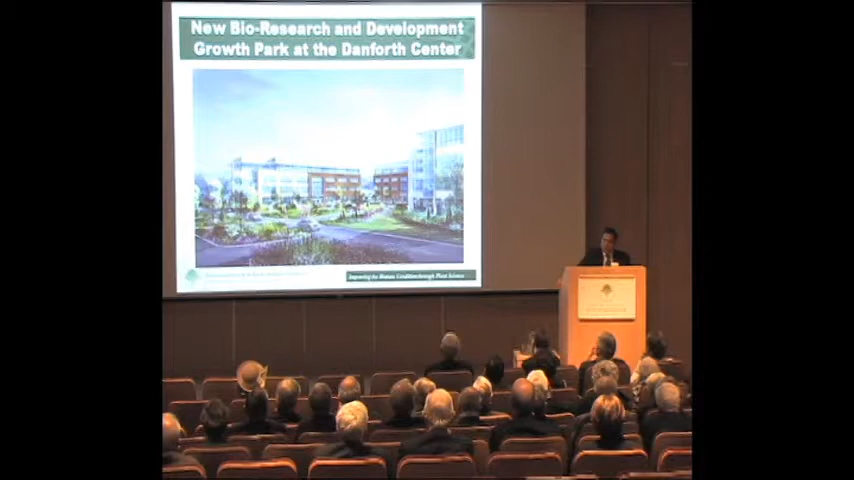 New Bio-Research and Development
Growth Park at the Danforth Center
Improving the Human Condition through Plant Science